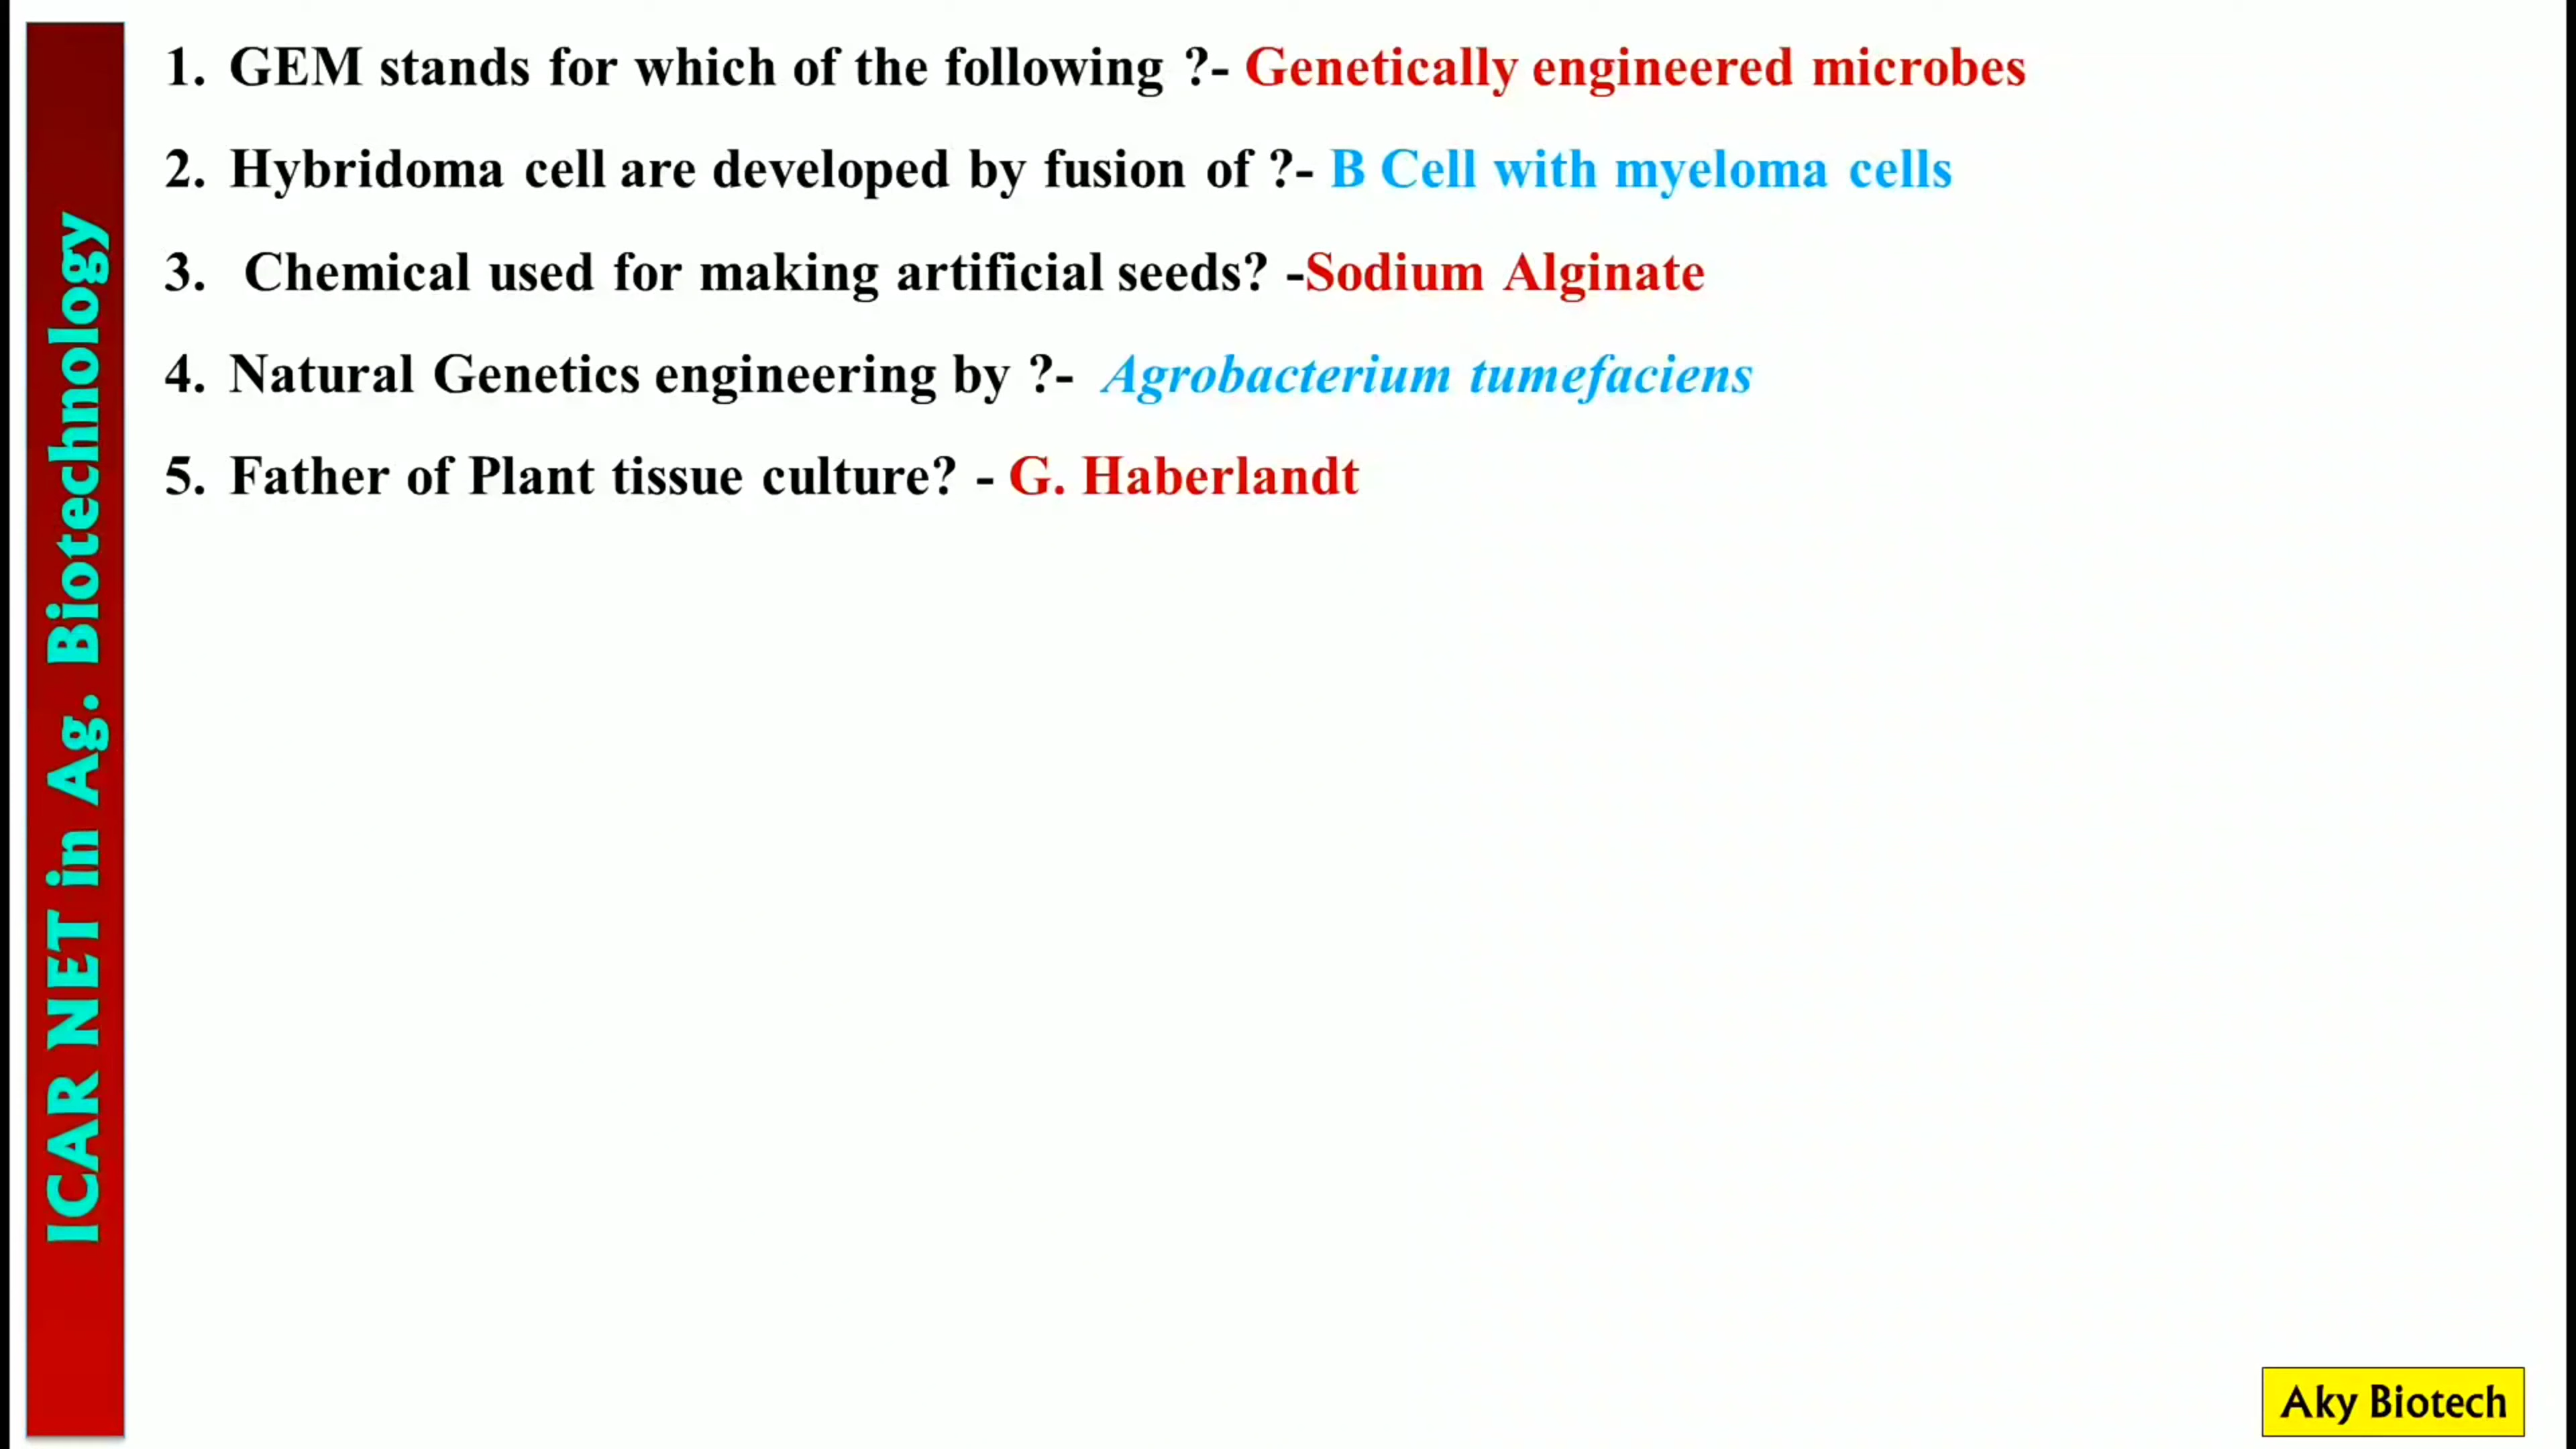 ICAR NET in Ag. Biotechnology
1. GEM stands for which of the following ?- Genetically engineered microbes
2. Hybridoma cell are developed by fusion of ?- B Cell with myeloma cells
3. Chemical used for making artificial seeds? -Sodium Alginate
4. Natural Genetics engineering by ?- Agrobacterium tumefaciens
5. Father of Plant tissue culture? - G. Haberlandt
Aky Biotech